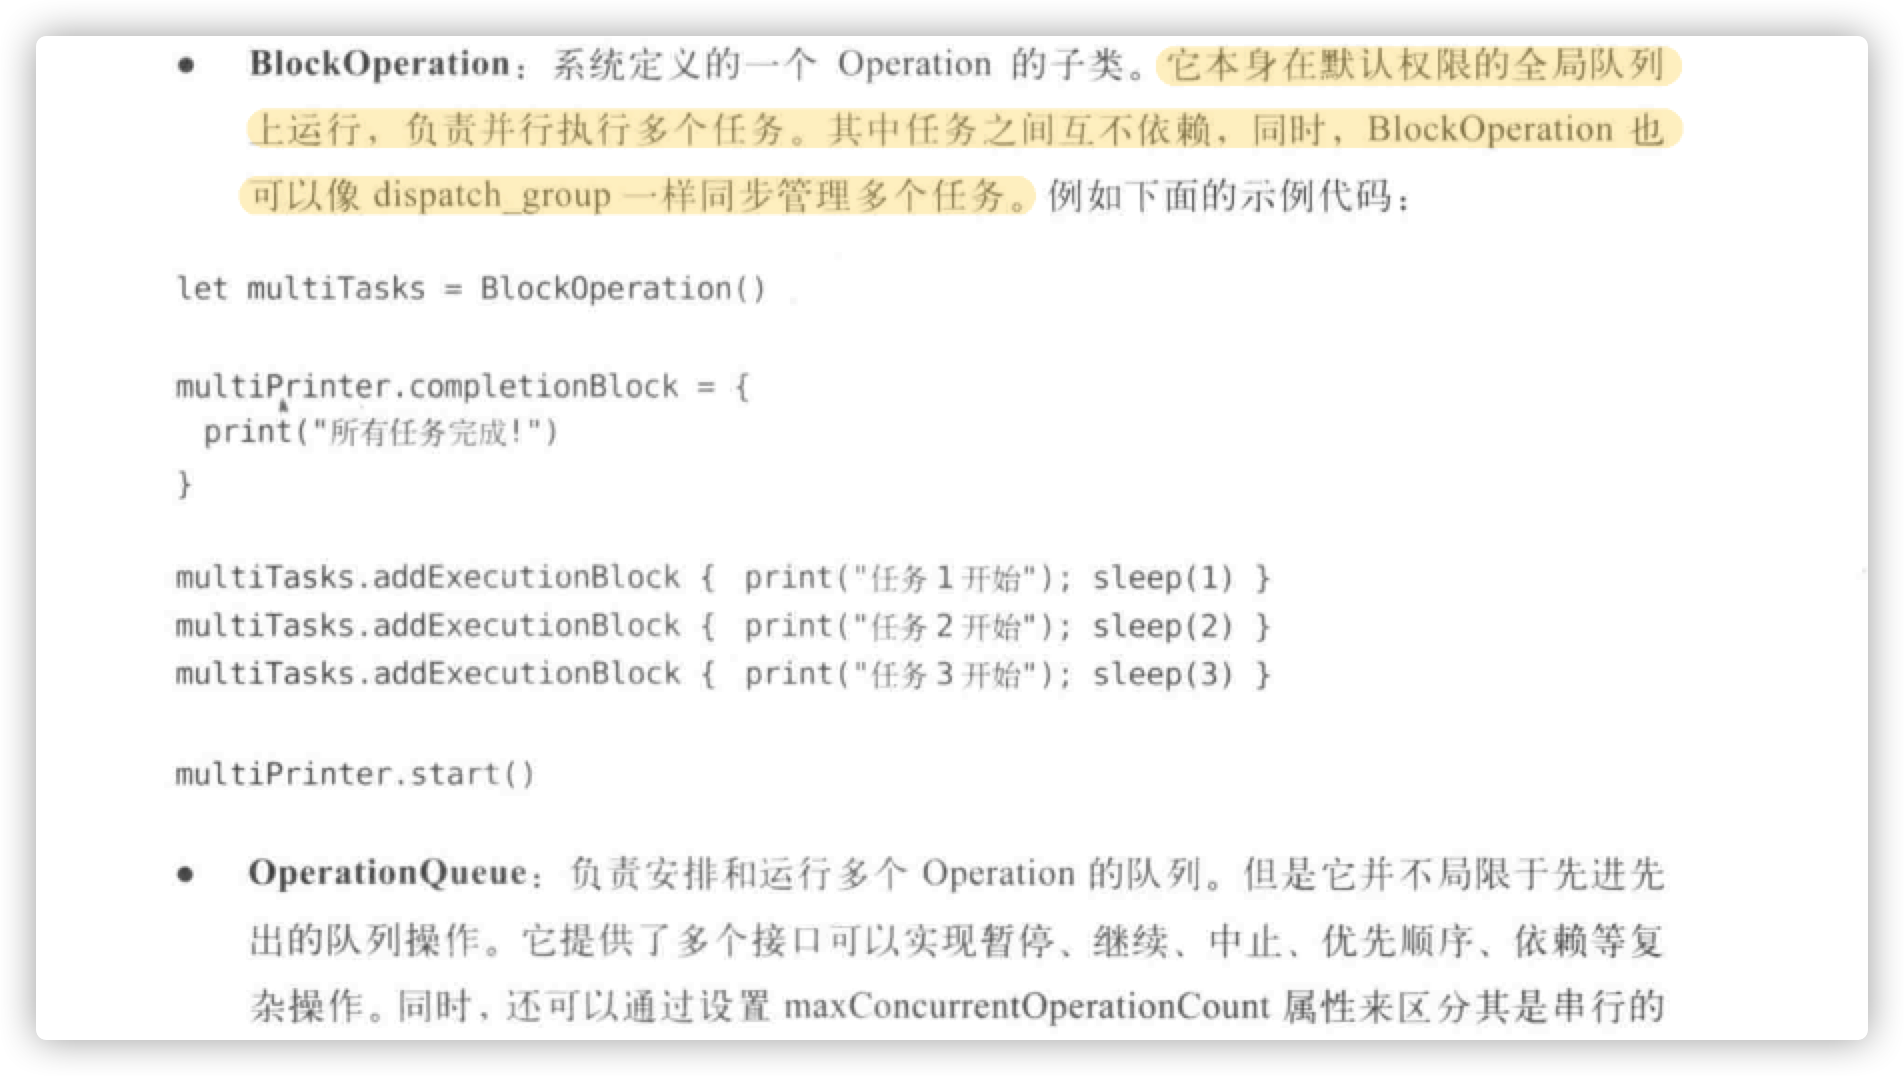 ● BlockOperation：系统定义的一个 Operation 的子类。它本身在默认权限的全局队列
上运行，负责并行执行多个任务。其中任务之间互不依赖，同时，BlockOperation 也
可以像 dispatch_group 一样同步管理多个任务。例如下面的示例代码：
let multiTasks = BlockOperation()
multiPrinter.completionBlock = {
print("所有任务完成!")
}
multiTasks.addExecutionBlock { print("任务 1 开始"); sleep(1) }
multiTasks.addExecutionBlock { print("任务 2 开始"); sleep(2) }
multiTasks.addExecutionBlock { print("任务 3 开始"); sleep(3) }
multiPrinter.start()
● OperationQueue：负责安排和运行多个 Operation 的队列。但是它并不局限于先进先
出的队列操作。它提供了多个接口可以实现暂停、继续、中止、优先顺序、依赖等复
杂操作。同时，还可以通过设置 maxConcurrentOperationCount 属性来区分其是串行的